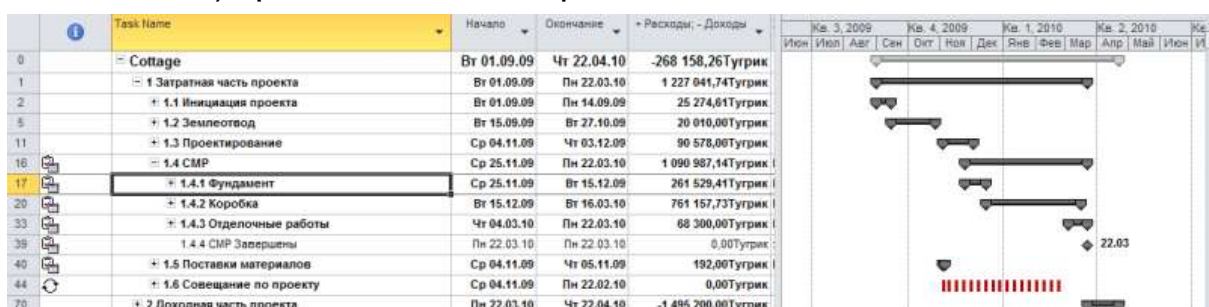 Task Name Начало Окончание + Расходы; - Доходы Кв. 3, 2009 Кв. 4, 2009 Кв. 1, 2010 Кв. 2, 2010 Кв
Июн Июл Авг Сен Окт Ноя Дек Янв Фев Мар Апр Май Июн И
0 Cottage Вт 01.09.09 Чт 22.04.10 -268 158,26Тугрик
1 1 Затратная часть проекта Вт 01.09.09 Пн 22.03.10 1 227 041,74Тугрик
2 1.1 Инициация проекта Вт 01.09.09 Пн 14.09.09 25 274,61Тугрик
5 1.2 Землеотвод Вт 15.09.09 Вт 27.10.09 20 010,00Тугрик
11 1.3 Проектирование Ср 04.11.09 Чт 03.12.09 90 578,00Тугрик
16 1.4 СМР Ср 25.11.09 Пн 22.03.10 1 090 987,14Тугрик
17 1.4.1 Фундамент Ср 25.11.09 Вт 15.12.09 261 529,41Тугрик
20 1.4.2 Коробка Вт 15.12.09 Вт 16.03.10 761 157,73Тугрик
33 1.4.3 Отделочные работы Чт 04.03.10 Пн 22.03.10 68 300,00Тугрик
39 1.4.4 СМР Завершены Пн 22.03.10 Пн 22.03.10 0,00Тугрик 22.03
40 1.5 Поставки материалов Ср 04.11.09 Чт 05.11.09 192,00Тугрик
44 1.6 Совещание по проекту Ср 04.11.09 Пн 22.02.10 0,00Тугрик
70 2 Доходная часть проекта Пн 22.03.10 Чт 22.04.10 -1 495 200,00Тугрик